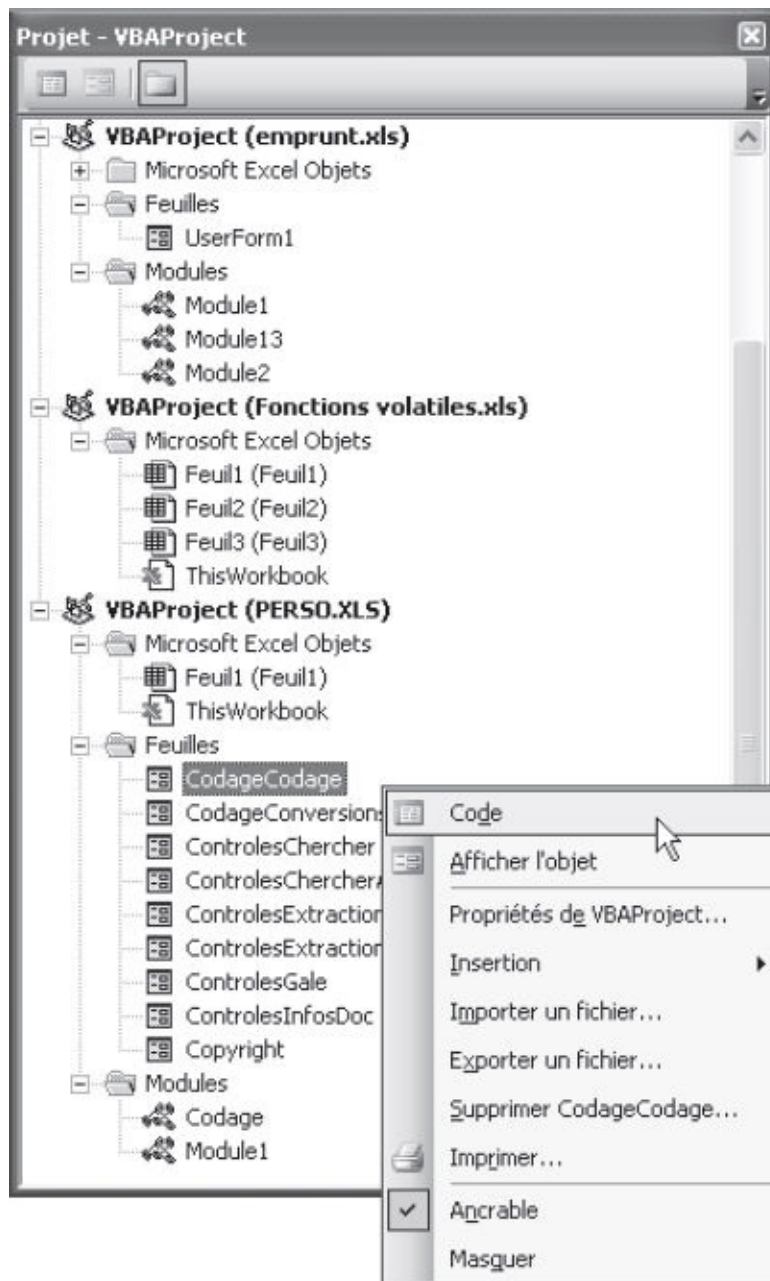 Projet - VBAProject
VBAProject (emprunt.xls)
Microsoft Excel Objets
Feuilles
UserForm1
Modules
Module1
Module13
Module2
VBAProject (Fonctions volatiles.xls)
Microsoft Excel Objets
Feuil1 (Feuil1)
Feuil2 (Feuil2)
Feuil3 (Feuil3)
ThisWorkbook
VBAProject (PERSO.XLS)
Microsoft Excel Objets
Feuil1 (Feuil1)
ThisWorkbook
Feuilles
CodageCodage
CodageConversions
ControlesChercher
ControlesChercherA
ControlesExtraction
ControlesExtraction
ControlesGale
ControlesInfosDoc
Copyright
Modules
Codage
Module1
Code
Afficher l'objet
Propriétés de VBAProject...
Insertion
Importer un fichier...
Exporter un fichier...
Supprimer CodageCodage...
Imprimer...
Ancrable
Masquer